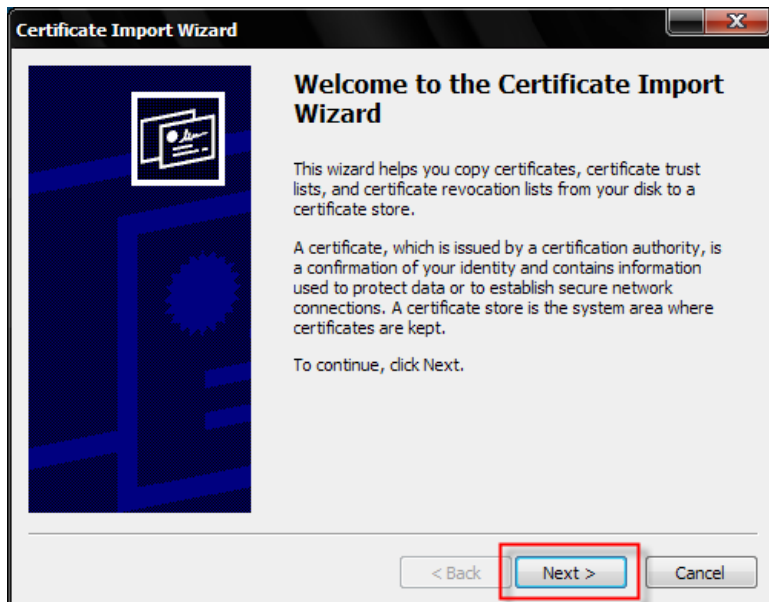 Certificate Import Wizard
X
Welcome to the Certificate Import
Wizard
This wizard helps you copy certificates, certificate trust
lists, and certificate revocation lists from your disk to a
certificate store.
A certificate, which is issued by a certification authority, is
a confirmation of your identity and contains information
used to protect data or to establish secure network
connections. A certificate store is the system area where
certificates are kept.
To continue, click Next.
< Back Next > Cancel